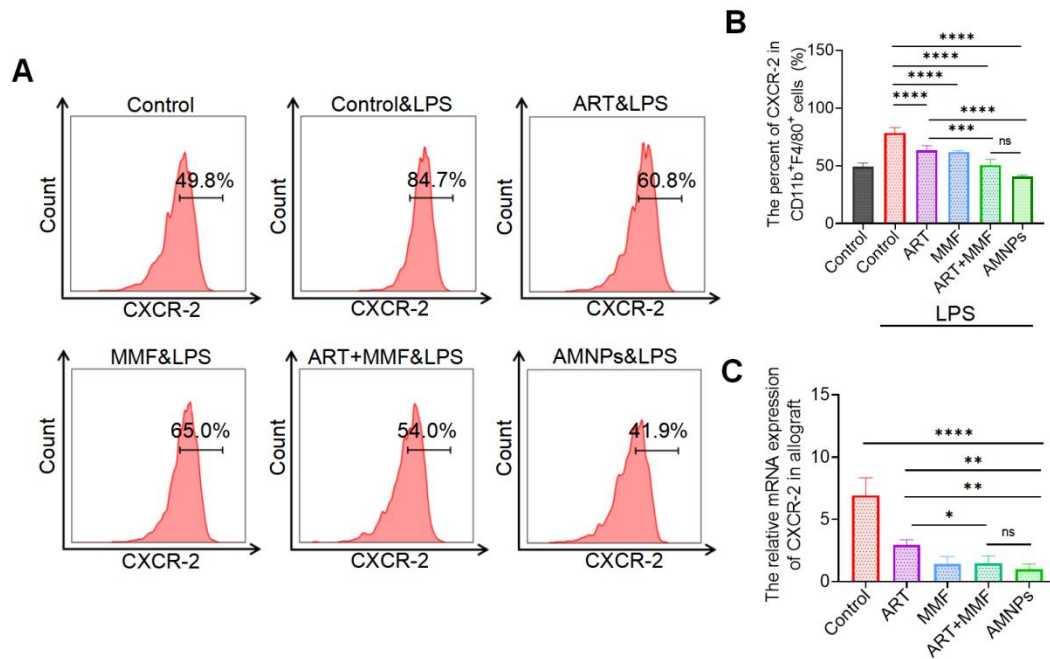 A
Control
49.8%
Count
CXCR-2
Control&LPS
84.7%
Count
CXCR-2
ART&LPS
60.8%
Count
CXCR-2
MMF&LPS
65.0%
Count
CXCR-2
ART+MMF&LPS
54.0%
Count
CXCR-2
AMNPs&LPS
41.9%
Count
CXCR-2
B
The percent of CXCR-2 in
CD11b⁺F4/80⁺ cells (%)
150
100
50
0
****
****
****
****
****
***
ns
Control
Control
ART
MMF
ART+MMF
AMNPs
LPS
C
The relative mRNA expression
of CXCR-2 in allograft
15
10
5
0
****
**
**
*
ns
Control
ART
MMF
ART+MMF
AMNPs